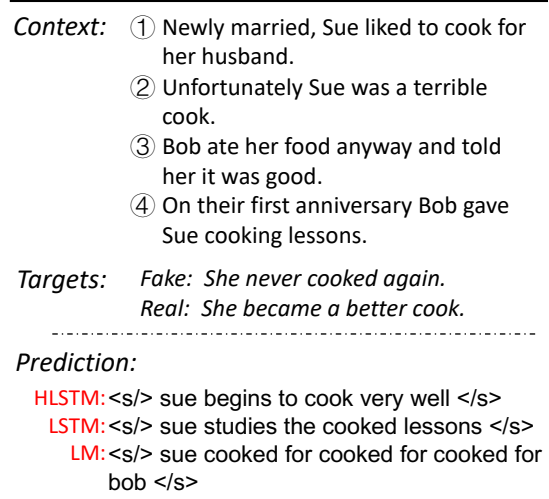 Context: ① Newly married, Sue liked to cook for
her husband.
② Unfortunately Sue was a terrible
cook.
③ Bob ate her food anyway and told
her it was good.
④ On their first anniversary Bob gave
Sue cooking lessons.
Targets: Fake: She never cooked again.
Real: She became a better cook.
Prediction:
HLSTM: <s/> sue begins to cook very well </s>
LSTM: <s/> sue studies the cooked lessons </s>
LM: <s/> sue cooked for cooked for cooked for
bob </s>